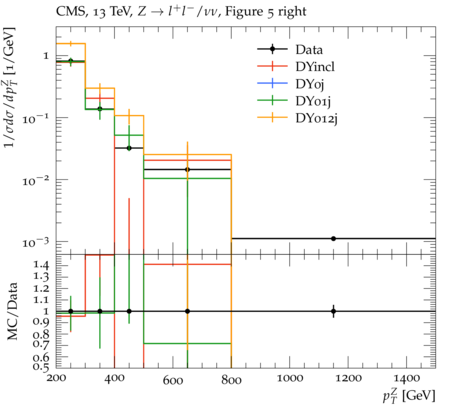 CMS, 13 TeV, Z → l⁺l⁻/νν, Figure 5 right
1/σdσ/dp_T^Z [1/GeV]
1
10⁻¹
10⁻²
10⁻³
Data
DYincl
DY0j
DY01j
DY012j
MC/Data
1.4
1.3
1.2
1.1
1
0.9
0.8
0.7
0.6
0.5
200 400 600 800 1000 1200 1400
p_T^Z [GeV]